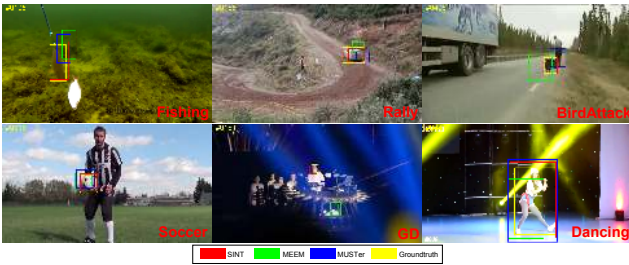 Fishing
Rally
BirdAttack
Soccer
GD
Dancing
SINT
MEEM
MUSTer
Groundtruth